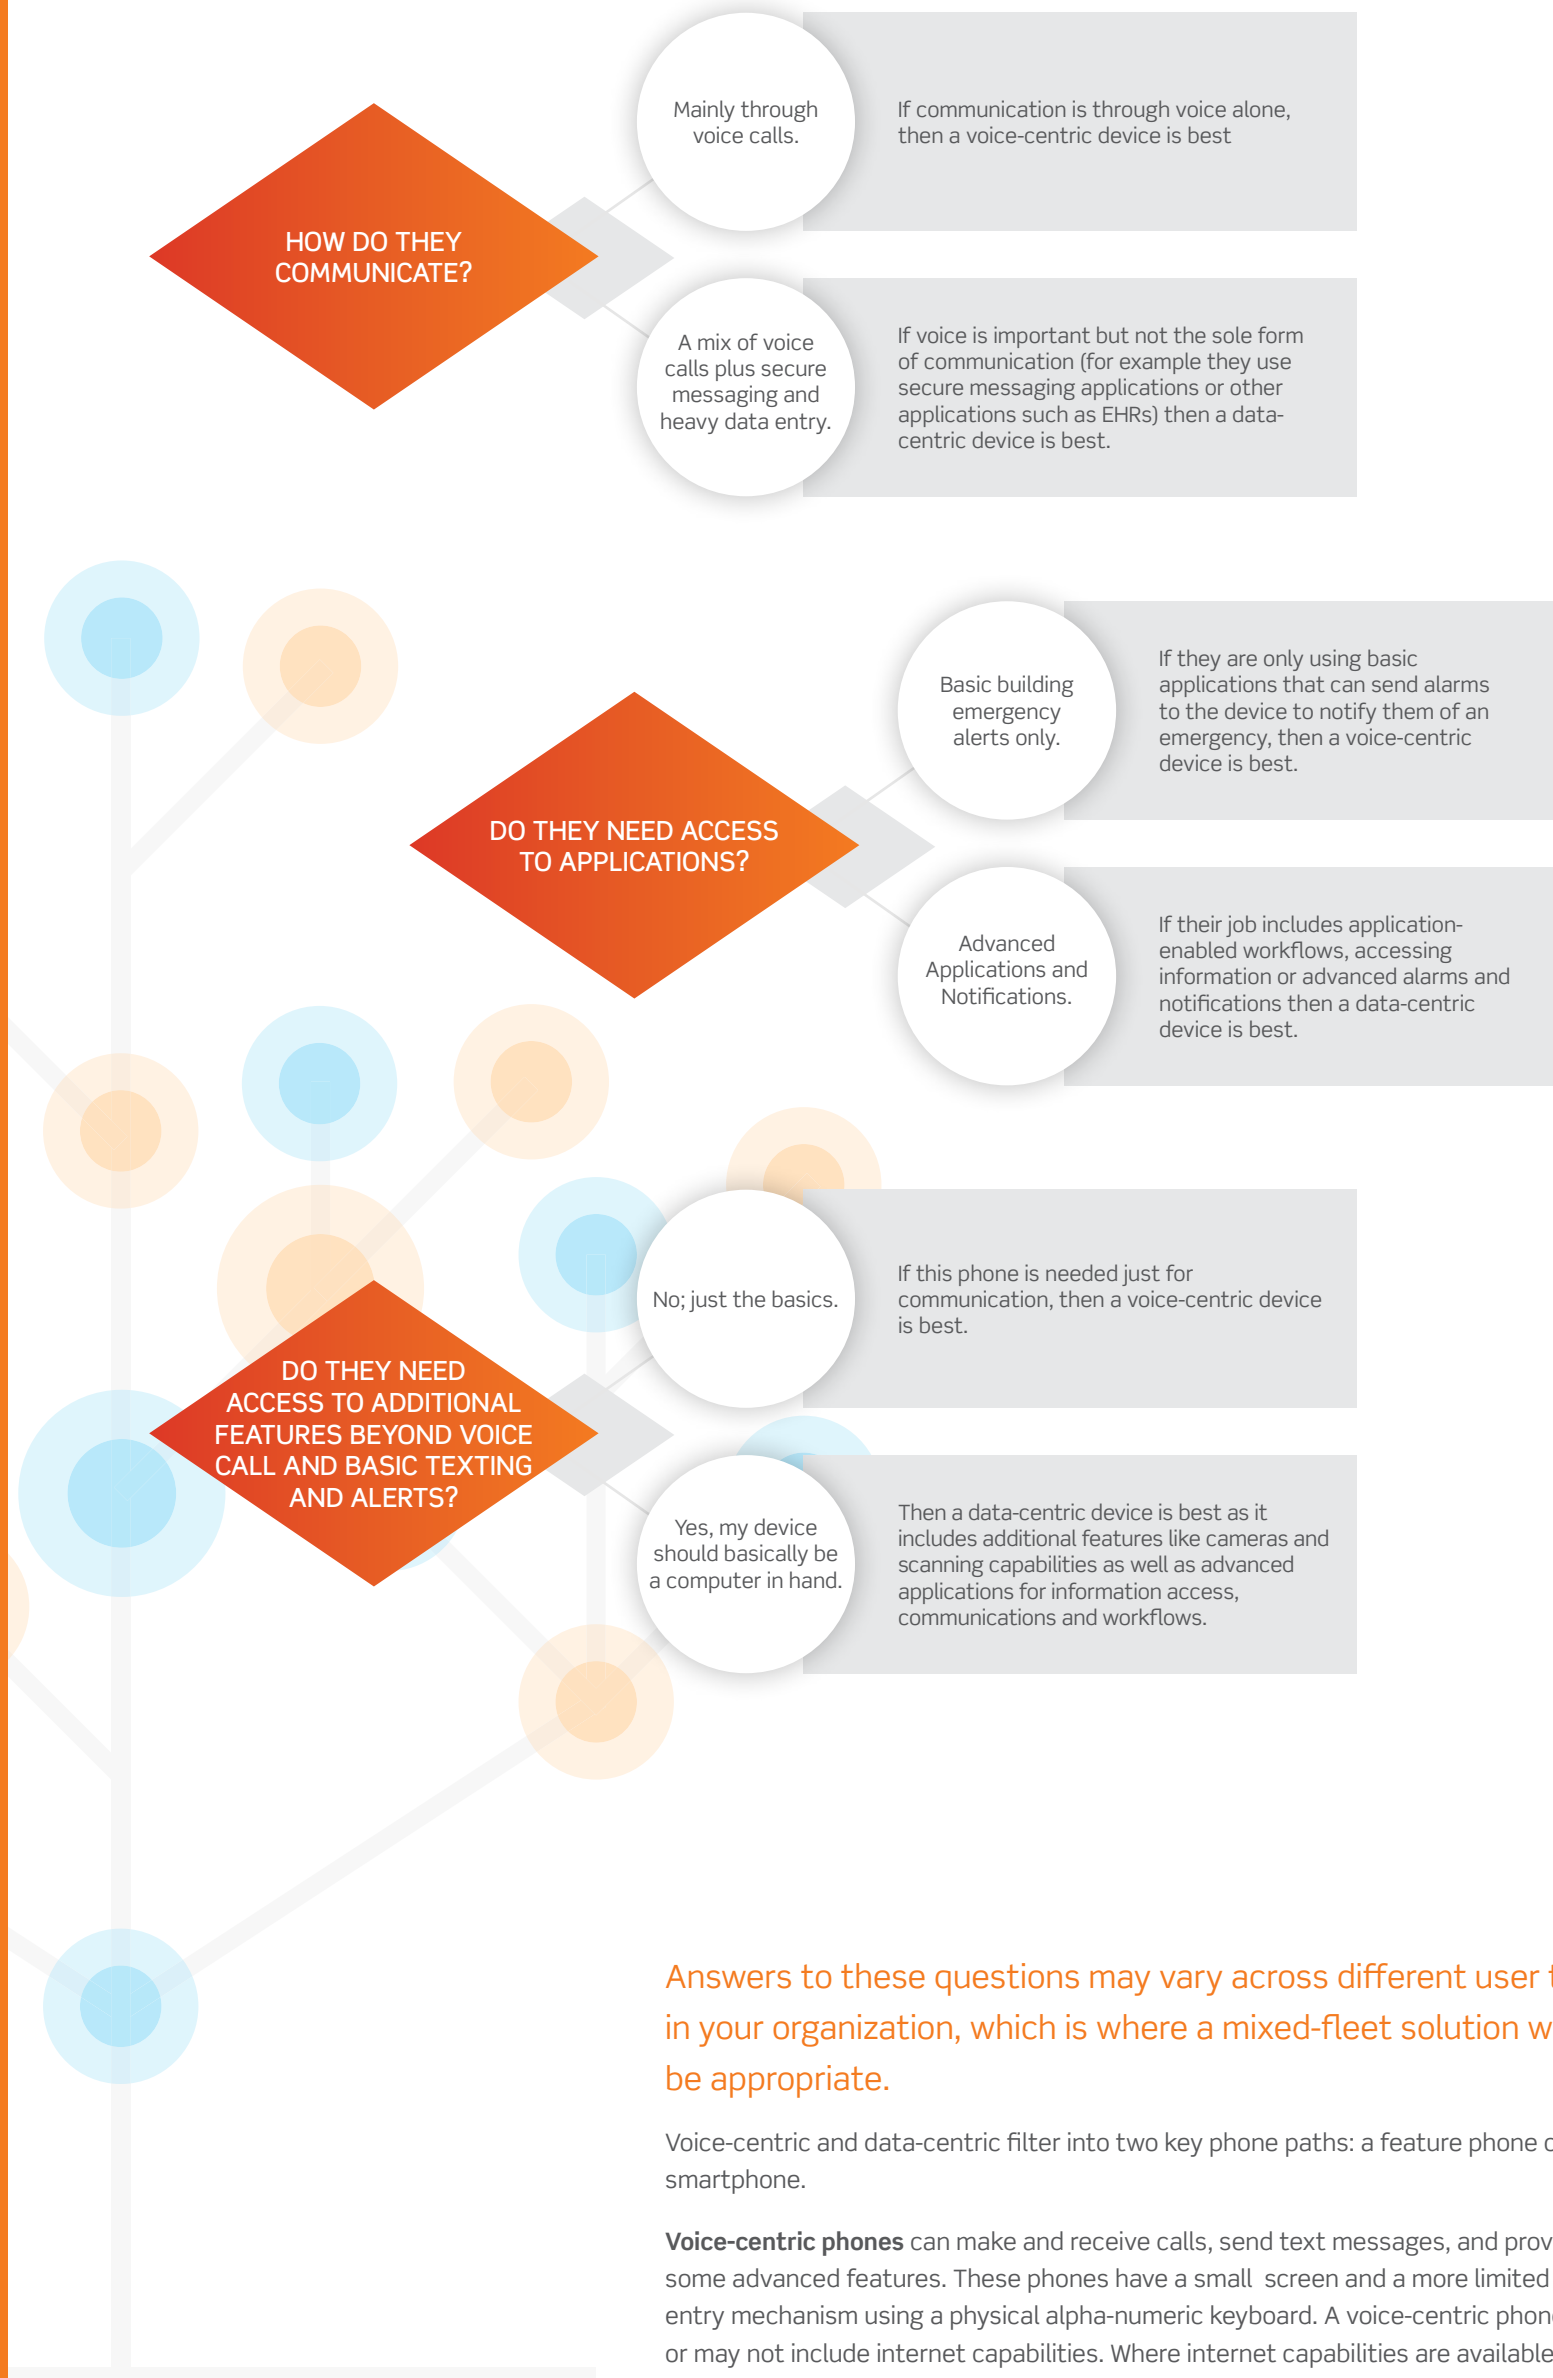 HOW DO THEY
COMMUNICATE?
Mainly through
voice calls.
If communication is through voice alone,
then a voice-centric device is best
A mix of voice
calls plus secure
messaging and
heavy data entry.
If voice is important but not the sole form
of communication (for example they use
secure messaging applications or other
applications such as EHRs) then a data-
centric device is best.
DO THEY NEED ACCESS
TO APPLICATIONS?
Basic building
emergency
alerts only.
If they are only using basic
applications that can send alarms
to the device to notify them of an
emergency, then a voice-centric
device is best.
Advanced
Applications and
Notifications.
If their job includes application-
enabled workflows, accessing
information or advanced alarms and
notifications then a data-centric
device is best.
DO THEY NEED
ACCESS TO ADDITIONAL
FEATURES BEYOND VOICE
CALL AND BASIC TEXTING
AND ALERTS?
No; just the basics.
If this phone is needed just for
communication, then a voice-centric device
is best.
Yes, my device
should basically be
a computer in hand.
Then a data-centric device is best as it
includes additional features like cameras and
scanning capabilities as well as advanced
applications for information access,
communications and workflows.
Answers to these questions may vary across different user
in your organization, which is where a mixed-fleet solution
be appropriate.
Voice-centric and data-centric filter into two key phone paths: a feature phone
smartphone.
Voice-centric phones can make and receive calls, send text messages, and
some advanced features. These phones have a small screen and a more limited
entry mechanism using a physical alpha-numeric keyboard. A voice-centric
or may not include internet capabilities. Where internet capabilities are available